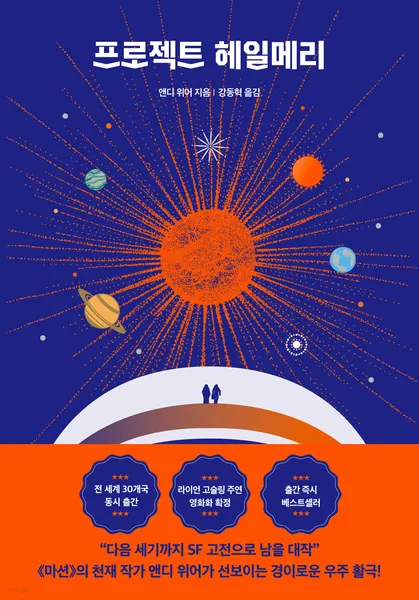 프로젝트 헤일메리
앤디 위어 지음 | 강동혁 옮김
★★★
전 세계 30개국
동시 출간
★★★
★★★
라이언 고슬링 주연
영화화 확정
★★★
★★★
출간 즉시
베스트셀러
★★★
“다음 세기까지 SF 고전으로 남을 대작”
《마션》의 천재 작가 앤디 위어가 선보이는 경이로운 우주 활극!